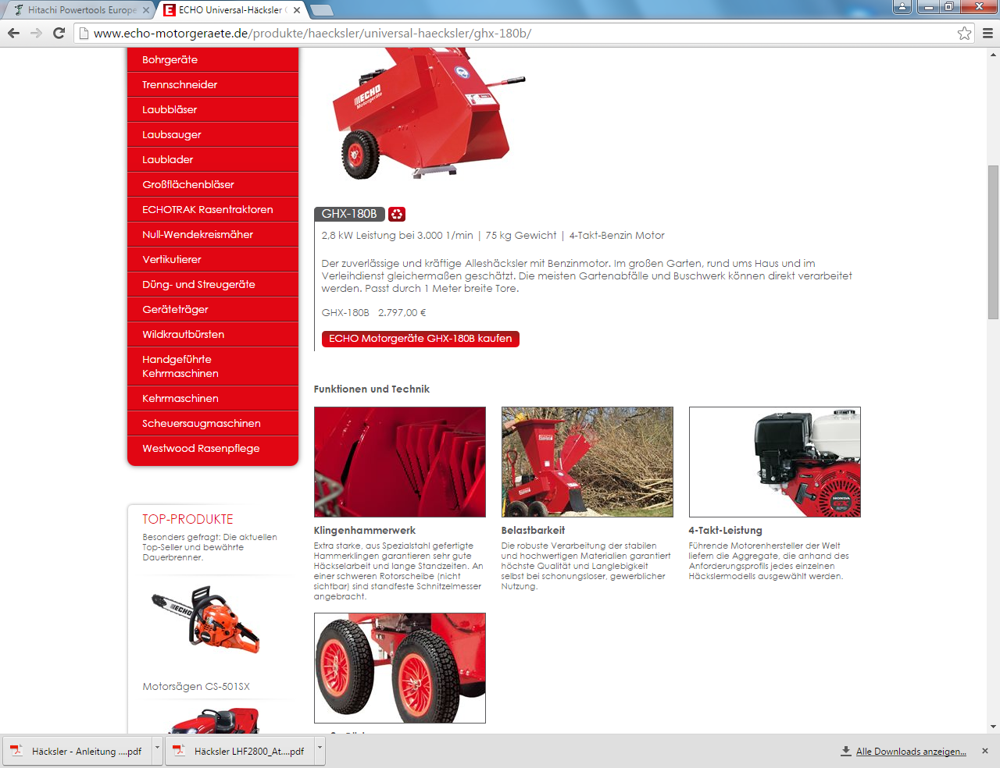 Hitachi Powertools Europe
ECHO Universal-Häcksler
www.echo-motorgeraete.de/produkte/haecksler/universal-haecksler/ghx-180b/
Bohrgeräte
Trennschneider
Laubbläser
Laubsauger
Laublader
Großflächenbläser
ECHOTRAK Rasentraktoren
Null-Wendekreismäher
Vertikutierer
Düng- und Streugeräte
Geräteträger
Wildkrautbürsten
Handgeführte
Kehrmaschinen
Kehrmaschinen
Scheuersaugmaschinen
Westwood Rasenpflege
TOP-PRODUKTE
Besonders gefragt: Die aktuellen
Top-Seller und bewährte
Dauerbrenner.
ECHO
Motorsägen CS-501SX
ECHO
Motorgeräte
GHX-180B
2,8 kW Leistung bei 3.000 1/min | 75 kg Gewicht | 4-Takt-Benzin Motor
Der zuverlässige und kräftige Alleshäcksler mit Benzinmotor. Im großen Garten, rund ums Haus und im
Verleihdienst gleichermaßen geschätzt. Die meisten Gartenabfälle und Buschwerk können direkt verarbeitet
werden. Passt durch 1 Meter breite Tore.
GHX-180B 2.797,00 €
ECHO Motorgeräte GHX-180B kaufen
Funktionen und Technik
HONDA
GX
Klingenhammerwerk
Extra starke, aus Spezialstahl gefertigte
Hammerklingen garantieren sehr gute
Häckselarbeit und lange Standzeiten. An
einer schweren Rotorscheibe (nicht
sichtbar) sind standfeste Schnitzelmesser
angebracht.
Belastbarkeit
Die robuste Verarbeitung der stabilen
und hochwertigen Materialien garantiert
höchste Qualität und Langlebigkeit
selbst bei schonungsloser, gewerblicher
Nutzung.
4-Takt-Leistung
Führende Motorenhersteller der Welt
liefern die Aggregate, die anhand des
Anforderungsprofils jedes einzelnen
Häckslermodells ausgewählt werden.
Häcksler - Anleitung ....pdf
Häcksler LHF2800_At....pdf
Alle Downloads anzeigen...